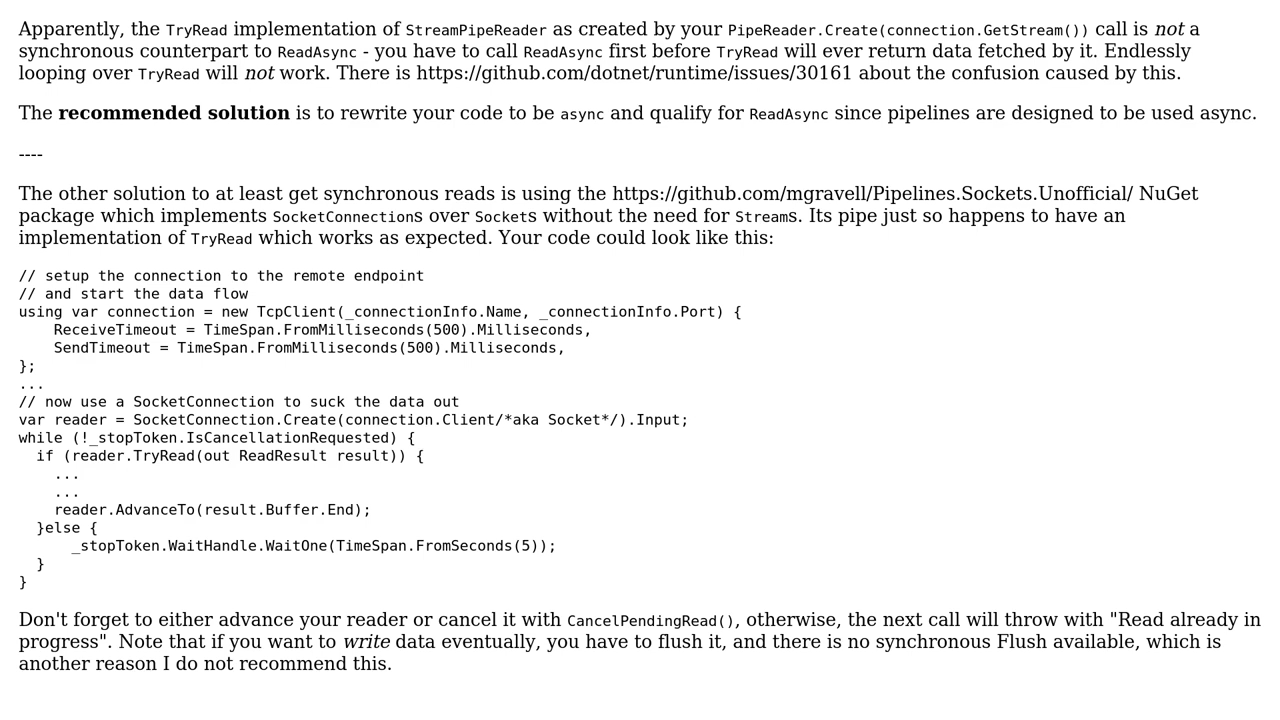 Apparently, the TryRead implementation of StreamPipeReader as created by your PipeReader.Create(connection.GetStream()) call is not a
synchronous counterpart to ReadAsync - you have to call ReadAsync first before TryRead will ever return data fetched by it. Endlessly
looping over TryRead will not work. There is https://github.com/dotnet/runtime/issues/30161 about the confusion caused by this.
The recommended solution is to rewrite your code to be async and qualify for ReadAsync since pipelines are designed to be used async.
----
The other solution to at least get synchronous reads is using the https://github.com/mgravell/Pipelines.Sockets.Unofficial/ NuGet
package which implements SocketConnections over Sockets without the need for Streams. Its pipe just so happens to have an
implementation of TryRead which works as expected. Your code could look like this:
// setup the connection to the remote endpoint
// and start the data flow
using var connection = new TcpClient(_connectionInfo.Name, _connectionInfo.Port) {
    ReceiveTimeout = TimeSpan.FromMilliseconds(500).Milliseconds,
    SendTimeout = TimeSpan.FromMilliseconds(500).Milliseconds,
};
...
// now use a SocketConnection to suck the data out
var reader = SocketConnection.Create(connection.Client/*aka Socket*/).Input;
while (!_stopToken.IsCancellationRequested) {
  if (reader.TryRead(out ReadResult result)) {
    ...
    ...
    reader.AdvanceTo(result.Buffer.End);
  }else {
      _stopToken.WaitHandle.WaitOne(TimeSpan.FromSeconds(5));
  }
}
Don't forget to either advance your reader or cancel it with CancelPendingRead(), otherwise, the next call will throw with "Read already in
progress". Note that if you want to write data eventually, you have to flush it, and there is no synchronous Flush available, which is
another reason I do not recommend this.